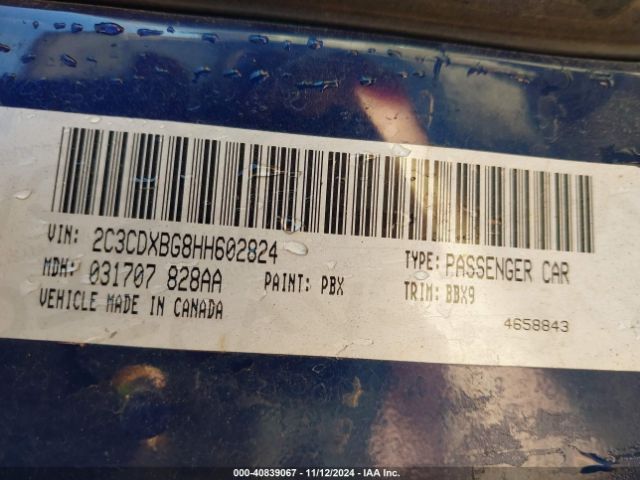 VIN: 2C3CDXBG8HH602824
TYPE: PASSENGER CAR
MDH: 031707 828AA
PAINT: PBX
TRIM: BBX9
VEHICLE MADE IN CANADA
4658843
000-40839067 - 11/12/2024 - IAA Inc.